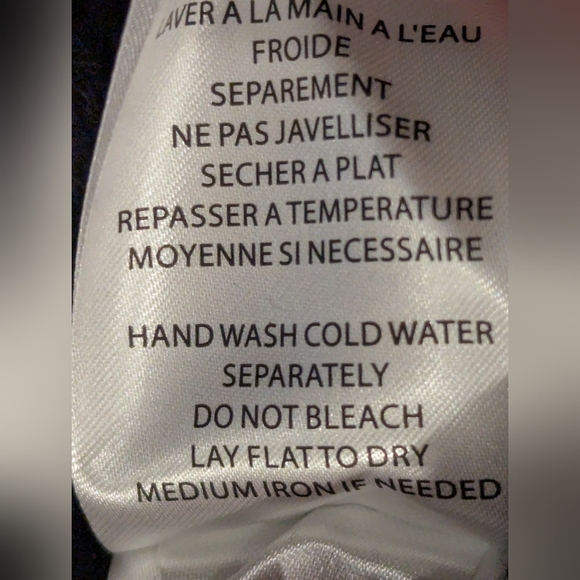 LAVER A LA MAIN A L'EAU
FROIDE
SEPAREMENT
NE PAS JAVELLISER
SECHER A PLAT
REPASSER A TEMPERATURE
MOYENNE SI NECESSAIRE
HAND WASH COLD WATER
SEPARATELY
DO NOT BLEACH
LAY FLAT TO DRY
MEDIUM IRON IF NEEDED